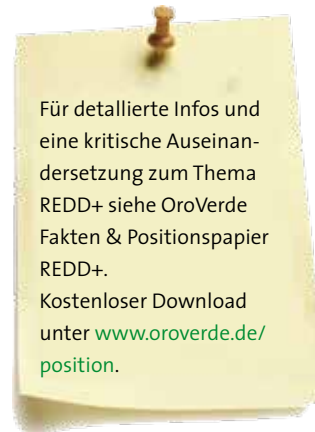 Für detallierte Infos und
eine kritische Auseinan-
dersetzung zum Thema
REDD+ siehe OroVerde
Fakten & Positionspapier
REDD+.
Kostenloser Download
unter www.oroverde.de/
position.